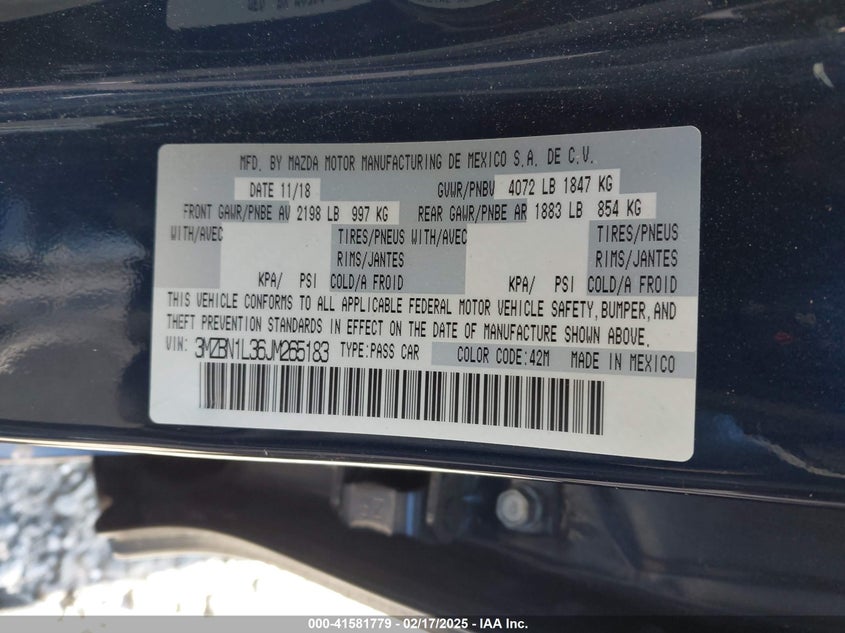 MFD. BY MAZDA MOTOR MANUFACTURING DE MEXICO S.A. DE C.V.
DATE 11/18 GVWR/PNBV 4072 LB 1847 KG
FRONT GAWR/PNBE AV 2198 LB 997 KG REAR GAWR/PNBE AR 1883 LB 854 KG
WITH/AVEC TIRES/PNEUS WITH/AVEC TIRES/PNEUS
RIMS/JANTES RIMS/JANTES
KPA/ PSI COLD/A FROID KPA/ PSI COLD/A FROID
THIS VEHICLE CONFORMS TO ALL APPLICABLE FEDERAL MOTOR VEHICLE SAFETY, BUMPER, AND
THEFT PREVENTION STANDARDS IN EFFECT ON THE DATE OF MANUFACTURE SHOWN ABOVE.
VIN: 3MZBN1L36JM265183 TYPE:PASS CAR COLOR CODE:42M MADE IN MEXICO
000-41581779 — 02/17/2025 — IAA Inc.